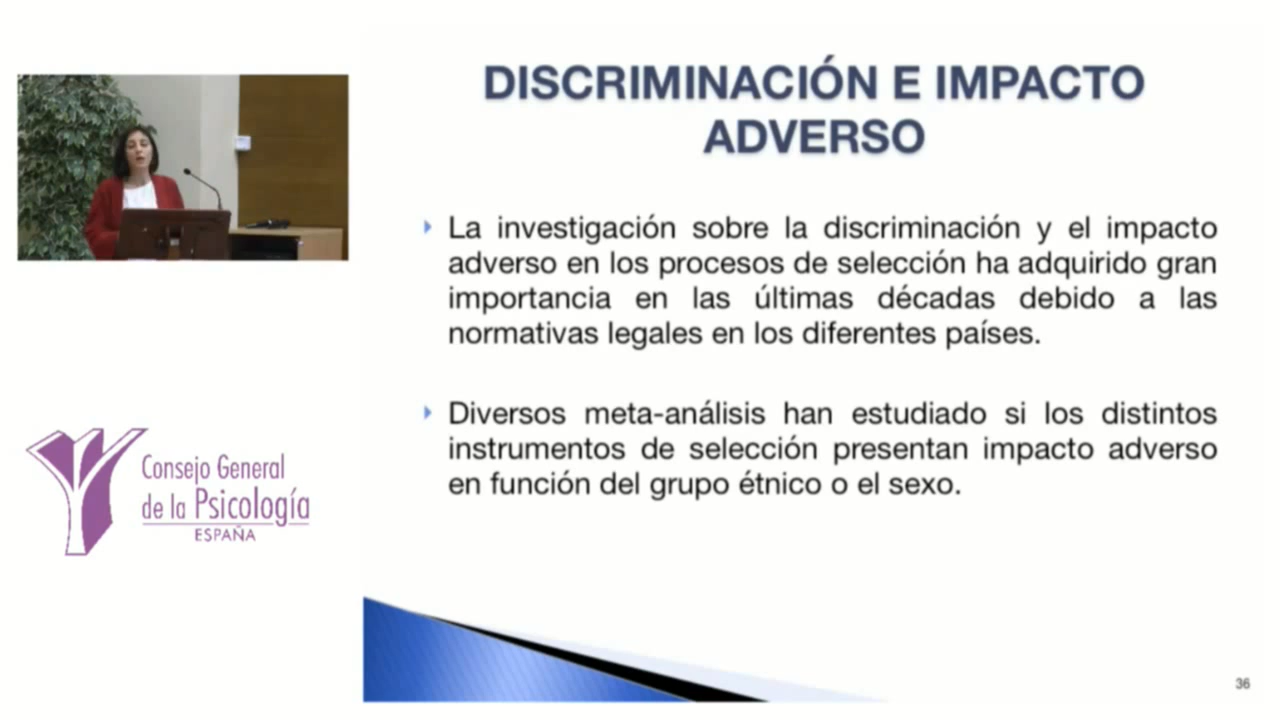 DISCRIMINACIÓN E IMPACTO
ADVERSO
La investigación sobre la discriminación y el impacto
adverso en los procesos de selección ha adquirido gran
importancia en las últimas décadas debido a las
normativas legales en los diferentes países.
Diversos meta-análisis han estudiado si los distintos
instrumentos de selección presentan impacto adverso
en función del grupo étnico o el sexo.
Consejo General
de la Psicología
ESPAÑA
36